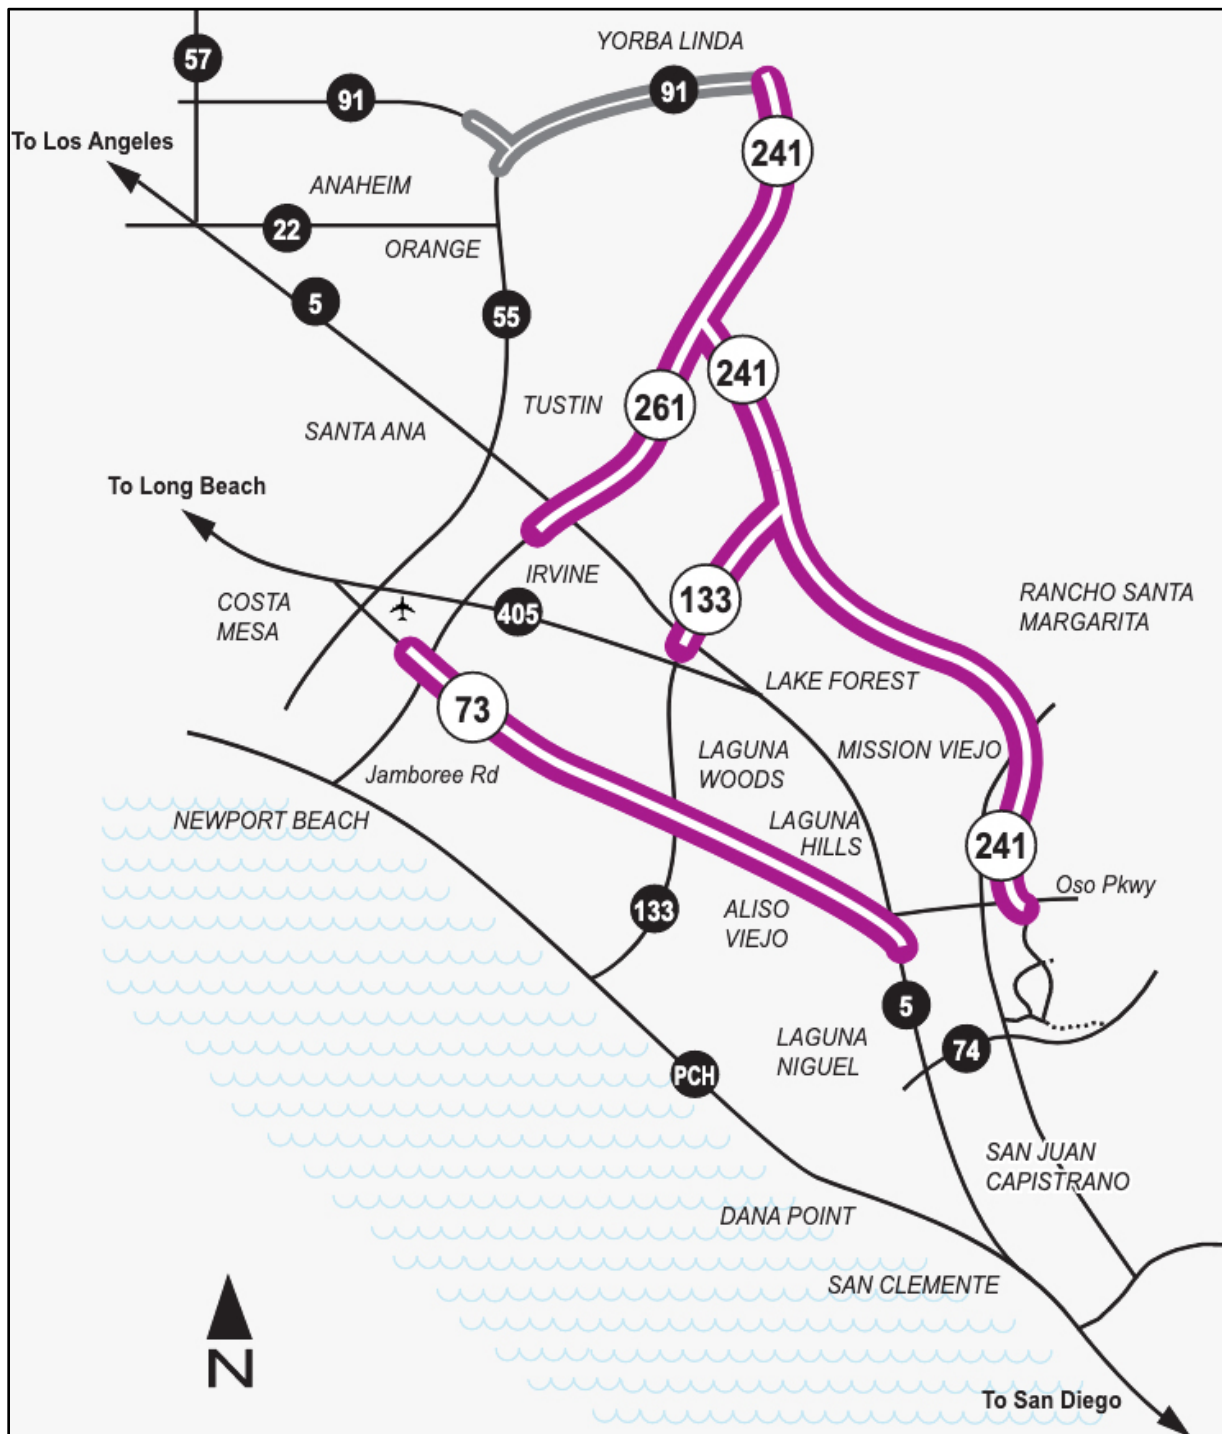 YORBA LINDA
57
91
91
To Los Angeles
241
ANAHEIM
22
ORANGE
5
55
241
TUSTIN
261
SANTA ANA
To Long Beach
IRVINE
133
RANCHO SANTA
MARGARITA
COSTA
MESA
405
LAKE FOREST
73
LAGUNA
WOODS
MISSION VIEJO
Jamboree Rd
NEWPORT BEACH
LAGUNA
HILLS
241
Oso Pkwy
133
ALISO
VIEJO
5
LAGUNA
NIGUEL
74
PCH
SAN JUAN
CAPISTRANO
DANA POINT
SAN CLEMENTE
N
To San Diego